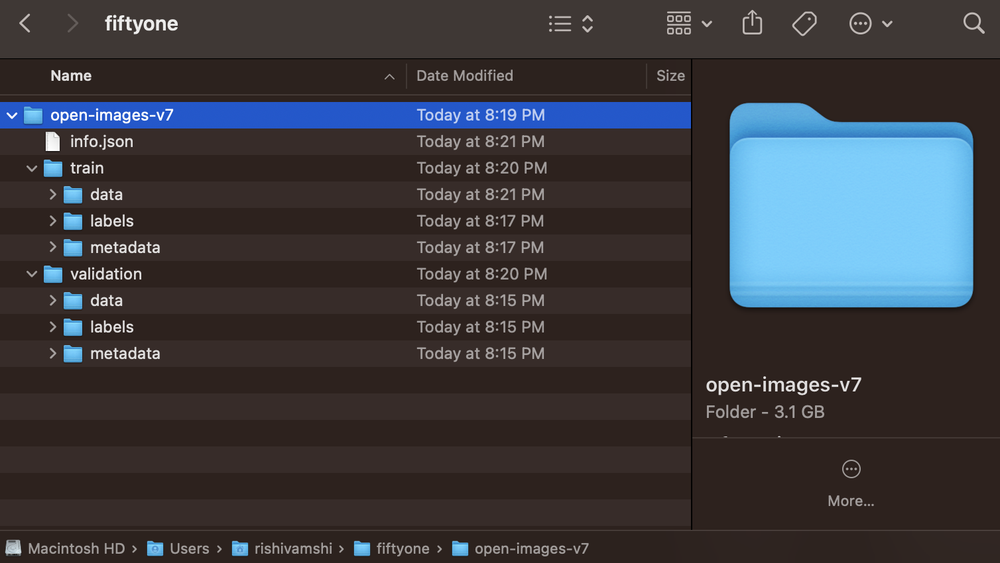 fiftyone
Name Date Modified Size
open-images-v7 Today at 8:19 PM
info.json Today at 8:21 PM
train Today at 8:20 PM
data Today at 8:21 PM
labels Today at 8:17 PM
metadata Today at 8:17 PM
validation Today at 8:20 PM
data Today at 8:15 PM
labels Today at 8:15 PM
metadata Today at 8:15 PM
open-images-v7
Folder - 3.1 GB
More...
Macintosh HD › Users › rishivamshi › fiftyone › open-images-v7